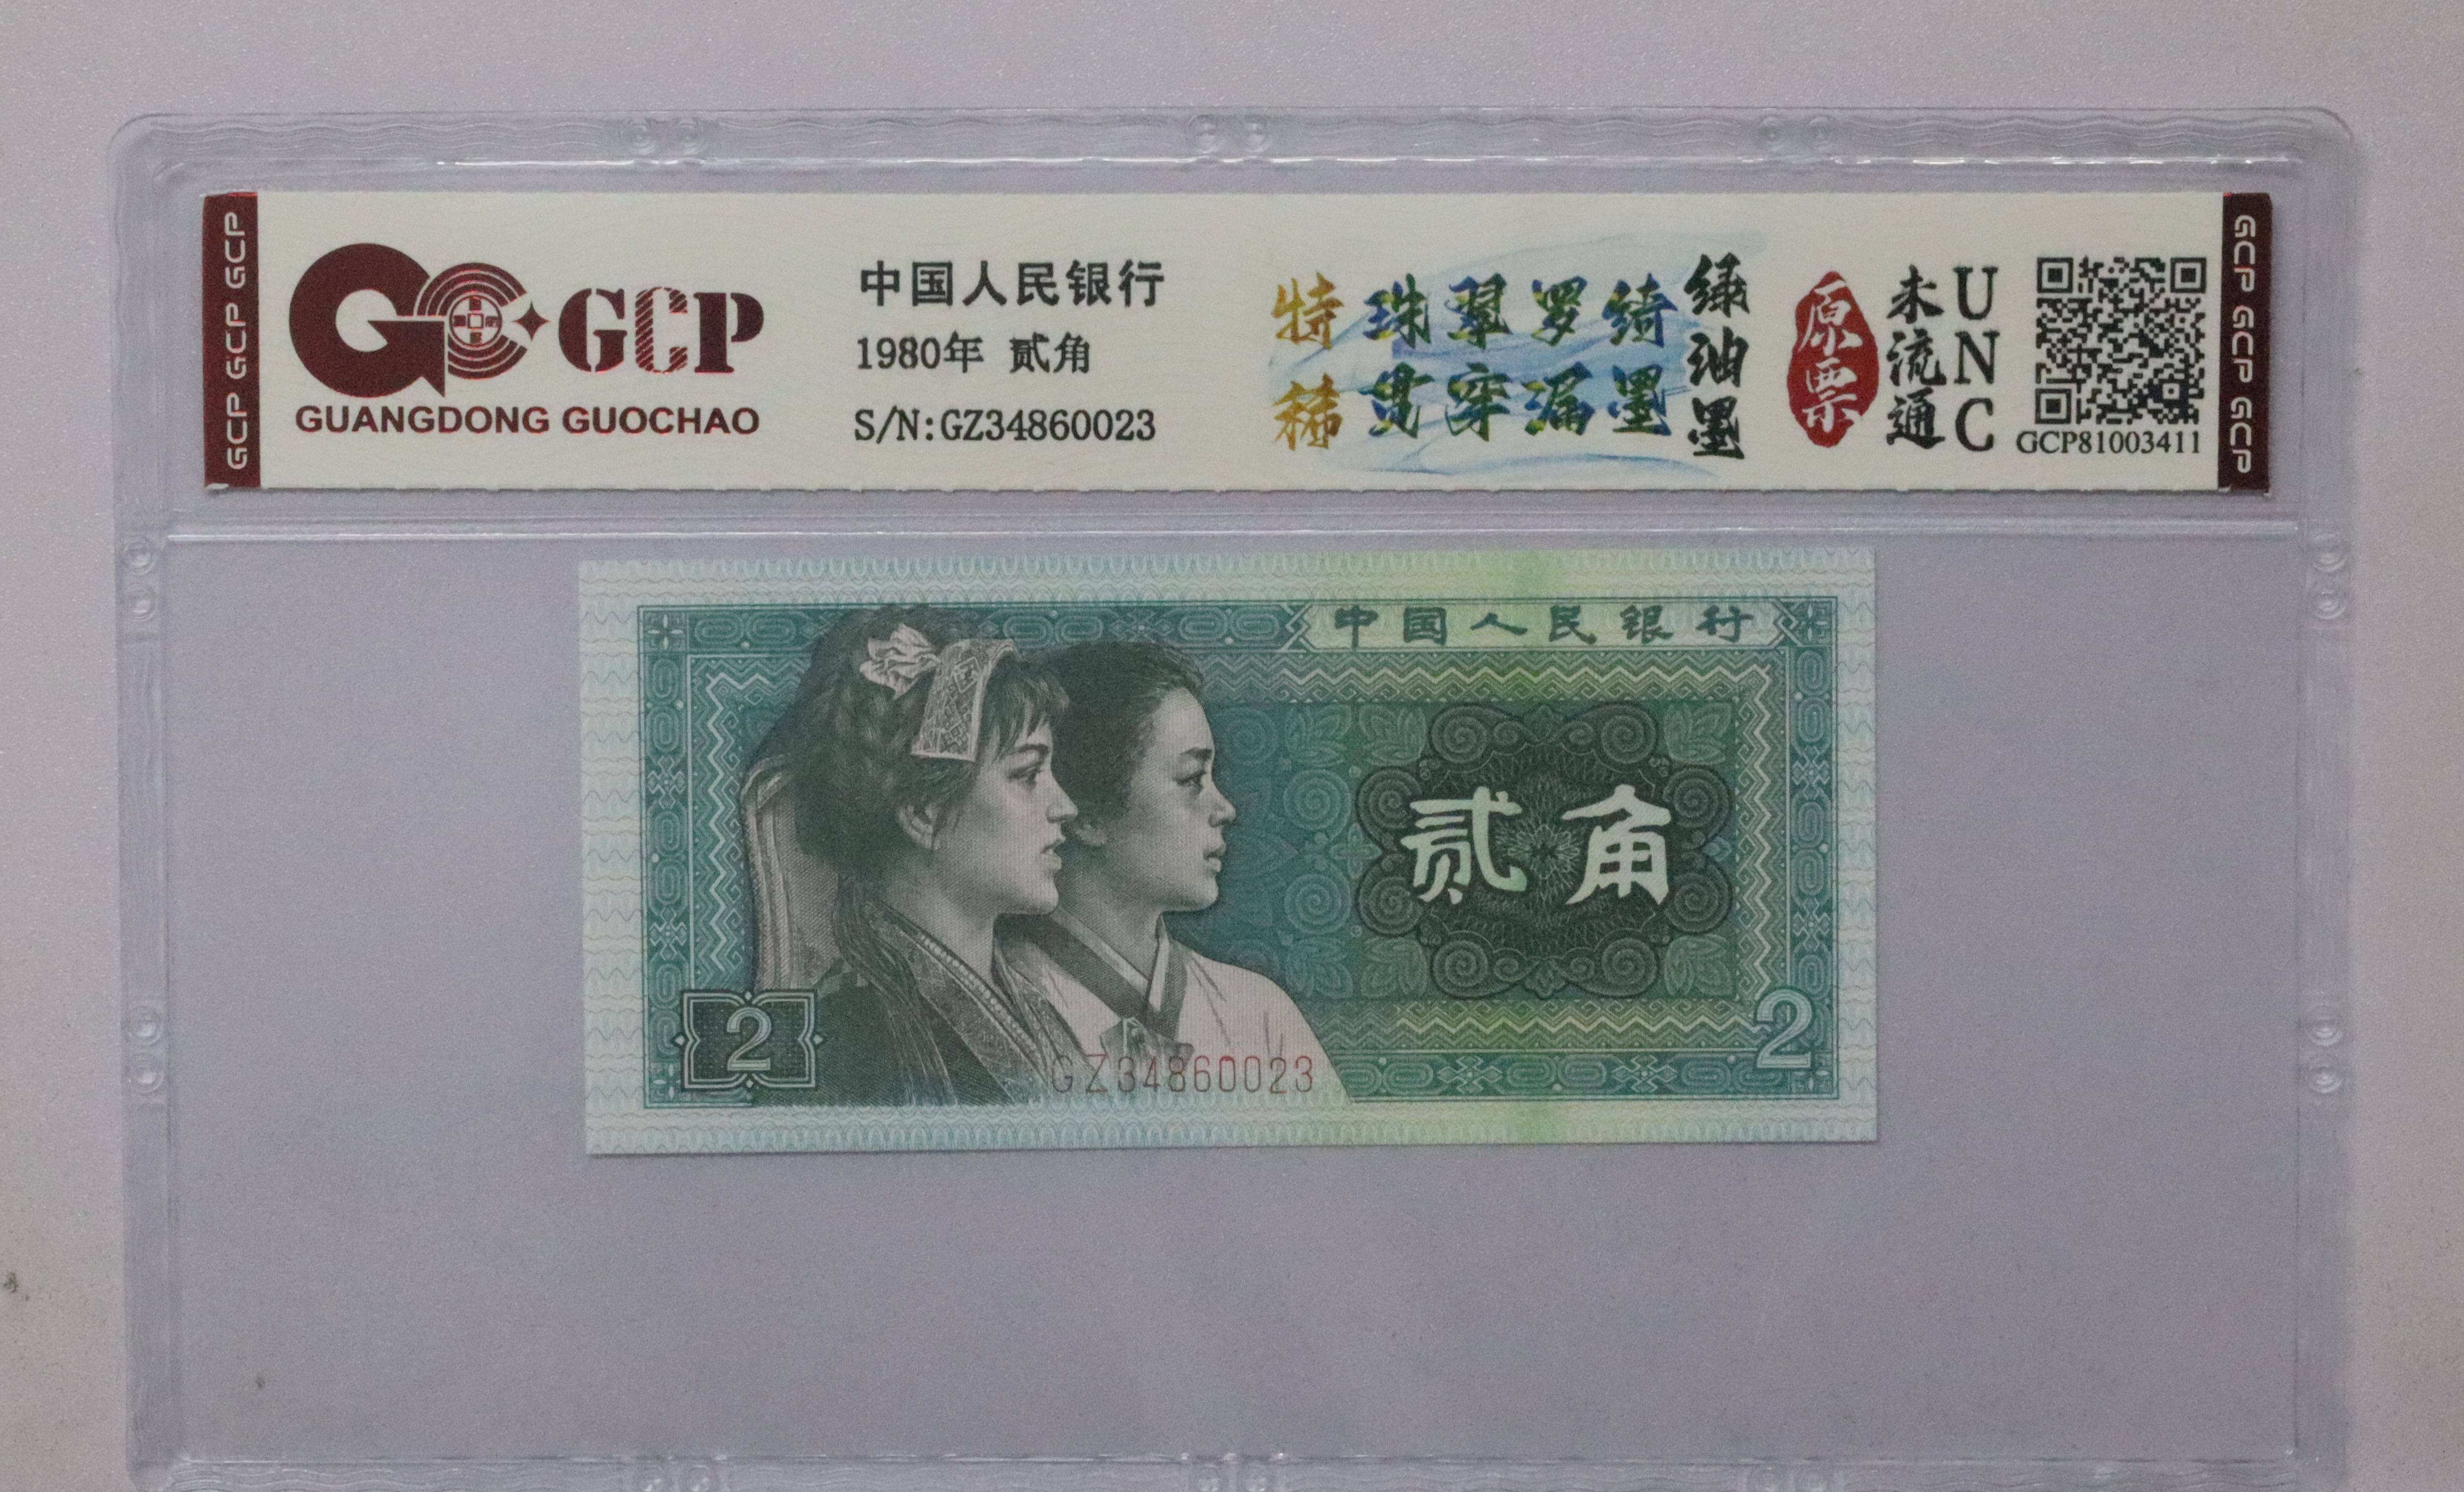 GCP GCP GCP
GCP
GUANGDONG GUOCHAO
中国人民银行
1980年 贰角
S/N:GZ34860023
特稀
珠翠罗绮
贯穿漏墨
绿油墨
原票
未流通
UNC
GCP81003411
GCP GCP GCP
中国人民银行
贰角
2
2
GZ34860023